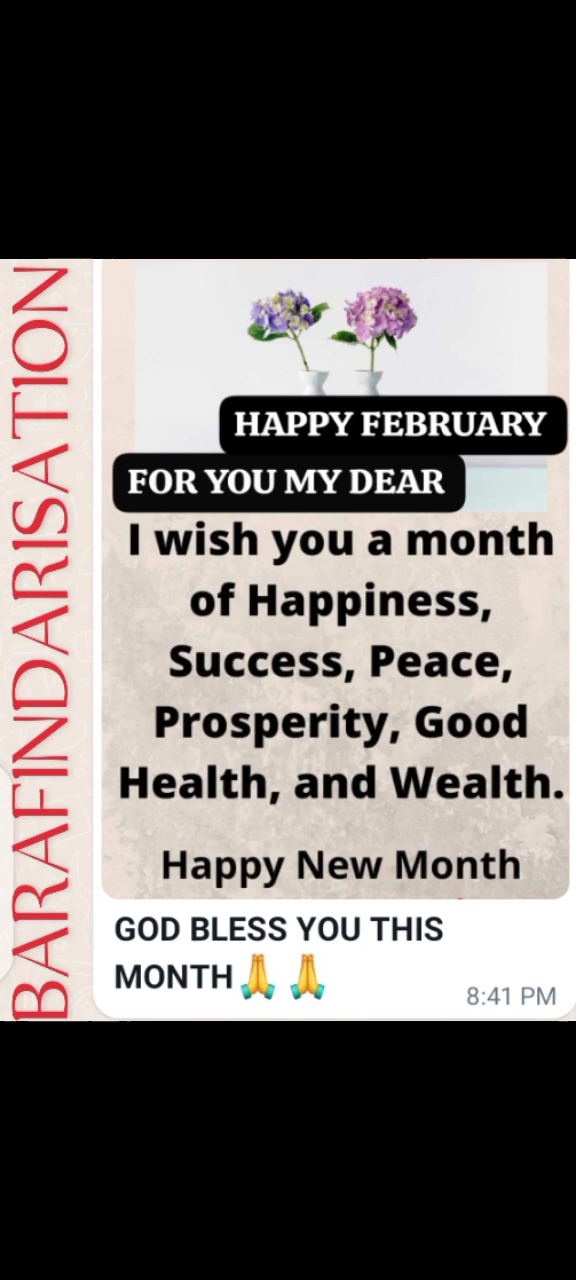 BARAFINDARISATION
HAPPY FEBRUARY
FOR YOU MY DEAR
I wish you a month
of Happiness,
Success, Peace,
Prosperity, Good
Health, and Wealth.
Happy New Month
GOD BLESS YOU THIS
MONTH🙏 🙏
8:41 PM